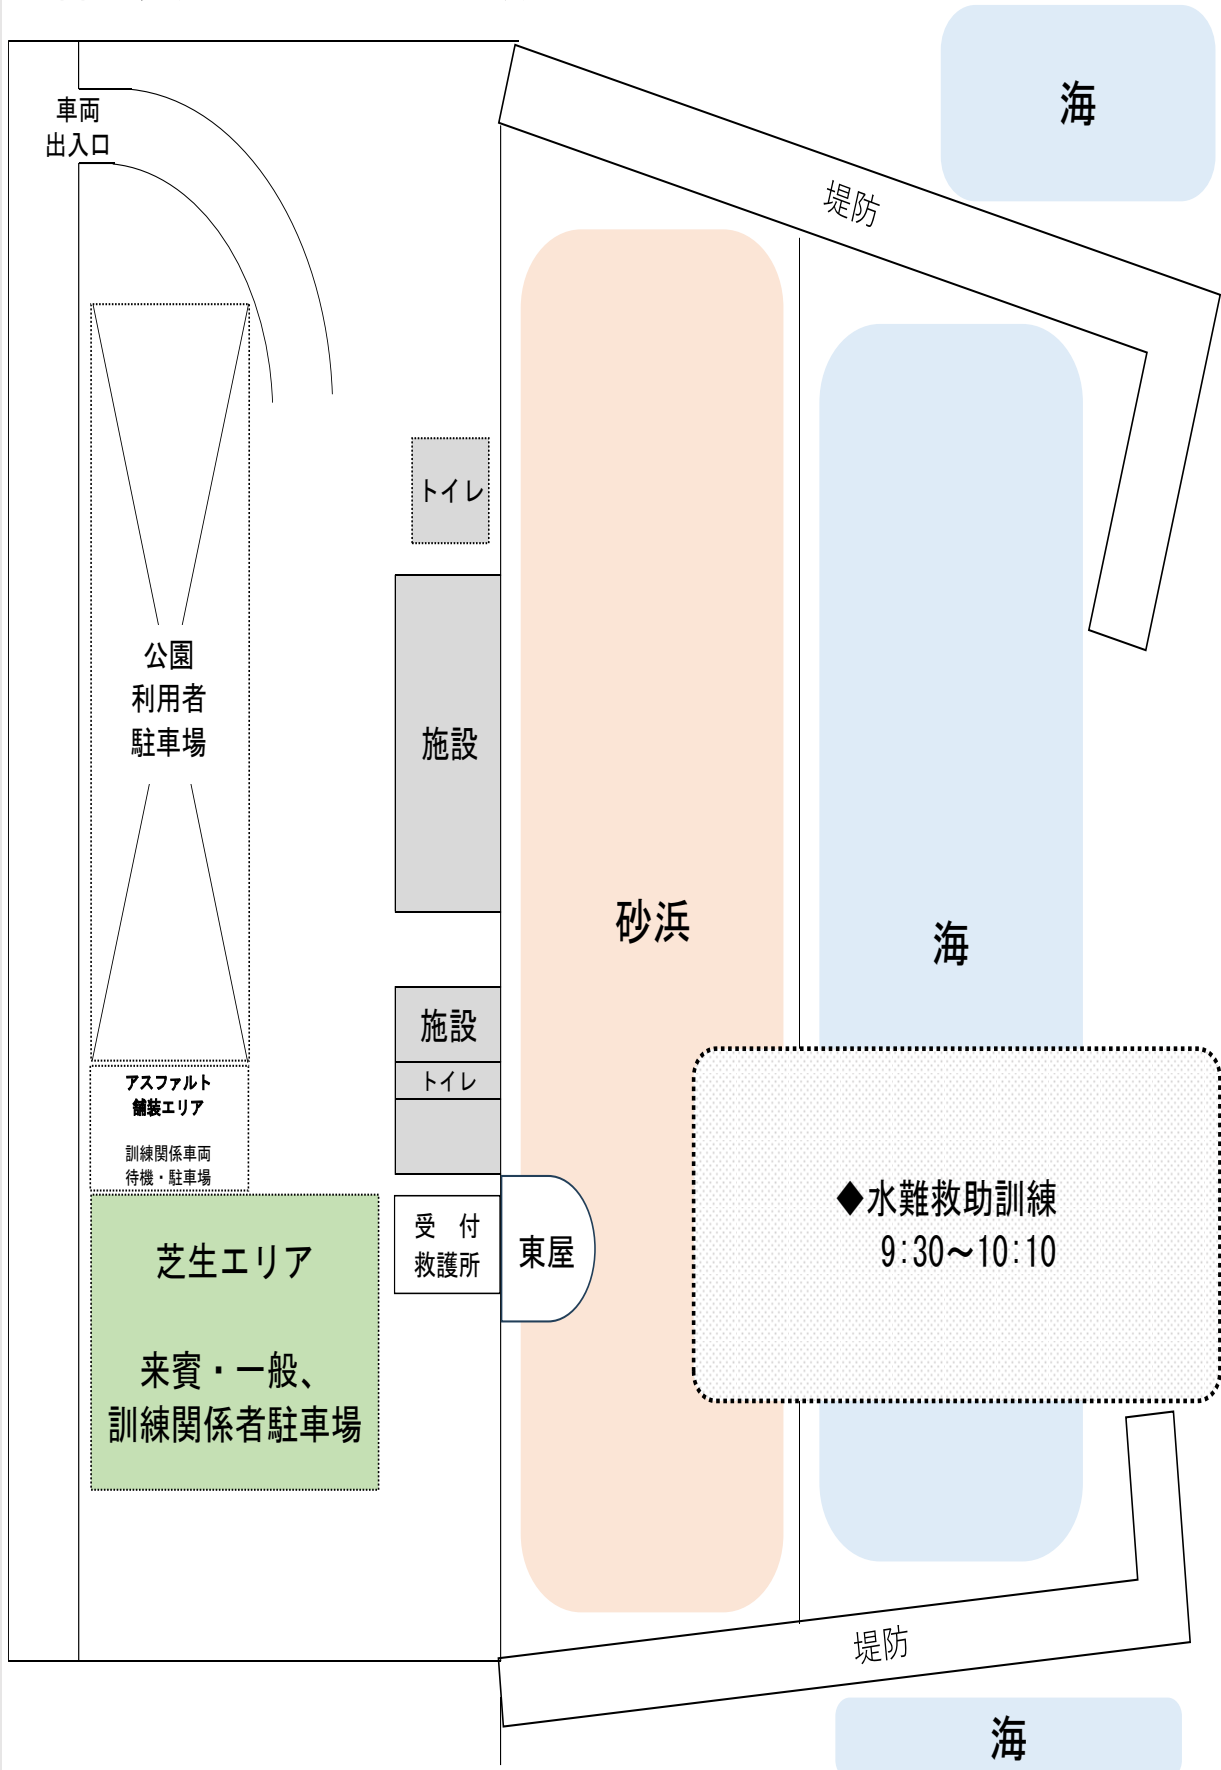 海
車両
出入口
堤防
トイレ
公園
利用者
駐車場
施設
砂浜
海
施設
トイレ
アスファルト
舗装エリア
訓練関係車両
待機・駐車場
芝生エリア
来賓・一般、
訓練関係者駐車場
受　付
救護所
東屋
◆水難救助訓練
9:30～10:10
堤防
海